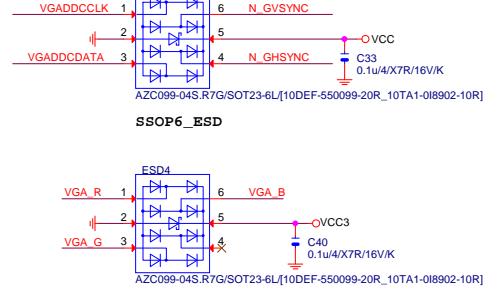 VGADDCCLK 1 6 N_GVSYNC
2 5 VCC
VGADDCDATA 3 4 N_GHSYNC
C33
0.1u/4/X7R/16V/K
AZC099-04S.R7G/SOT23-6L/[10DEF-550099-20R_10TA1-0I8902-10R]
SSOP6_ESD
ESD4
VGA_R 1 6 VGA_B
2 5 VCC3
VGA_G 3 4
C40
0.1u/4/X7R/16V/K
AZC099-04S.R7G/SOT23-6L/[10DEF-550099-20R_10TA1-0I8902-10R]